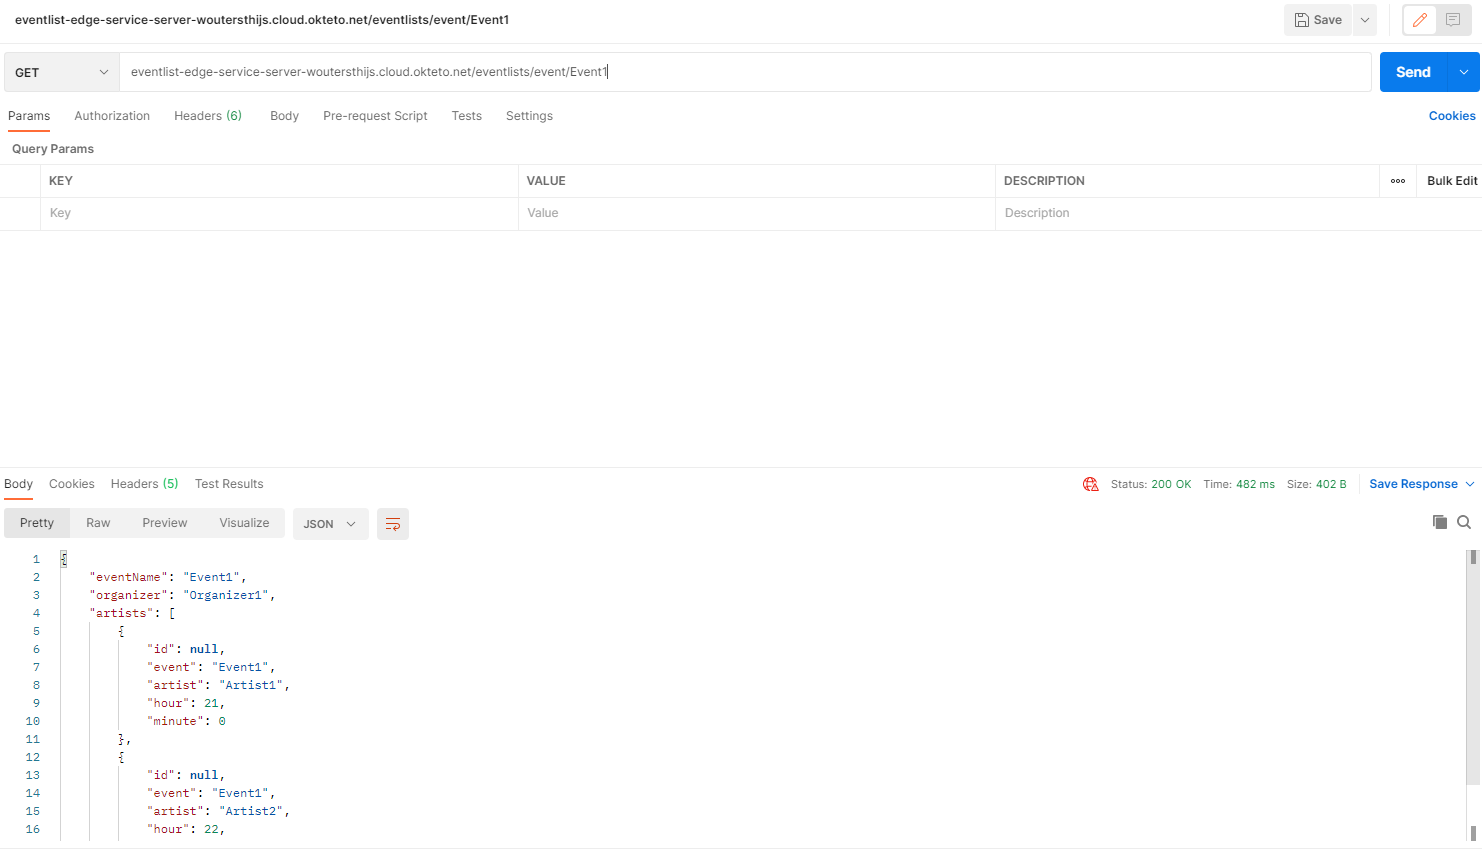 eventlist-edge-service-server-woutersthijs.cloud.okteto.net/eventlists/event/Event1 Save
GET eventlist-edge-service-server-woutersthijs.cloud.okteto.net/eventlists/event/Event1 Send
Params Authorization Headers (6) Body Pre-request Script Tests Settings Cookies
Query Params
KEY VALUE DESCRIPTION ooo Bulk Edit
Key Value Description
Body Cookies Headers (5) Test Results Status: 200 OK Time: 482 ms Size: 402 B Save Response
Pretty Raw Preview Visualize JSON
1 {
2 "eventName": "Event1",
3 "organizer": "Organizer1",
4 "artists": [
5 {
6 "id": null,
7 "event": "Event1",
8 "artist": "Artist1",
9 "hour": 21,
10 "minute": 0
11 },
12 {
13 "id": null,
14 "event": "Event1",
15 "artist": "Artist2",
16 "hour": 22,